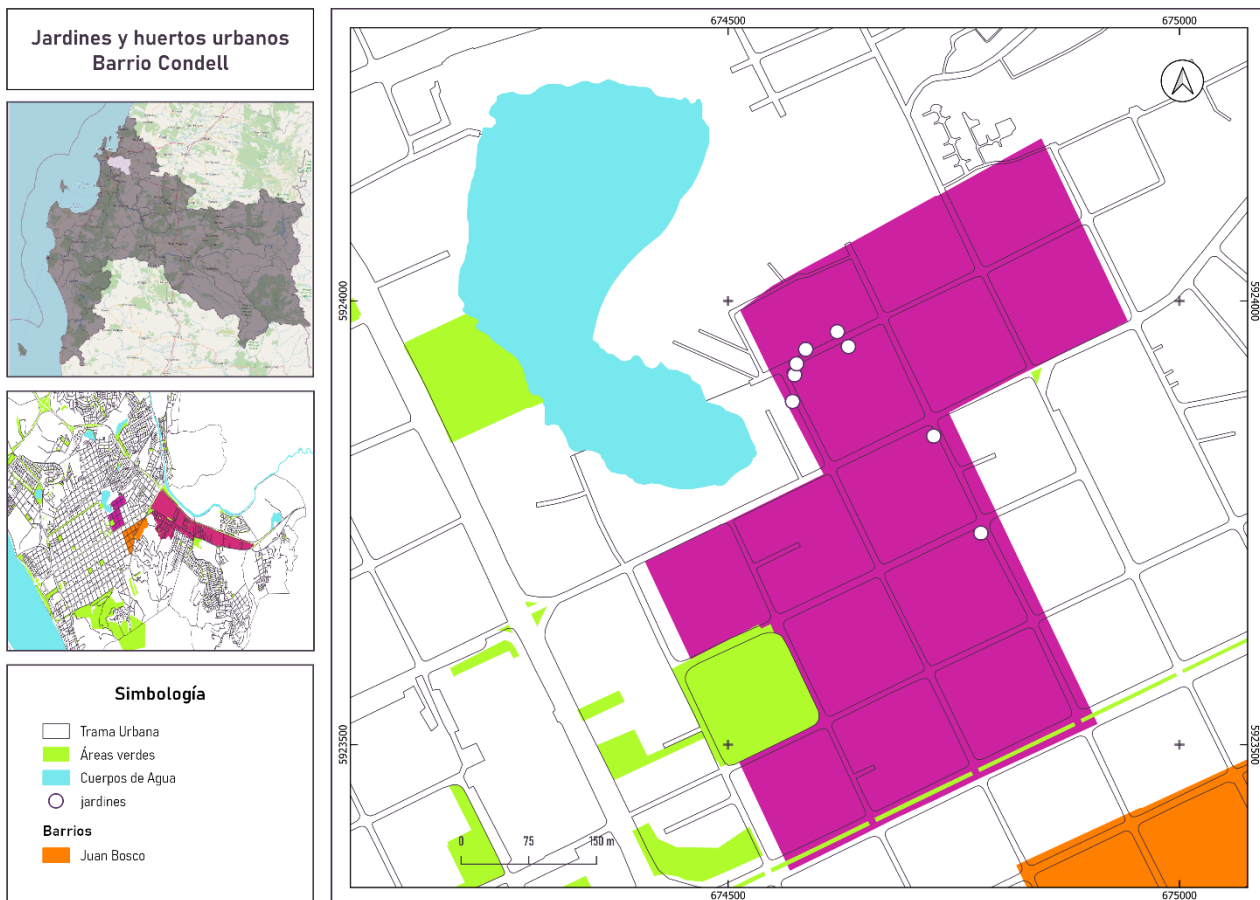 Jardines y huertos urbanos
Barrio Condell
674500
675000
5924000
5924000
5923500
5923500
0
75
150 m
674500
675000
Simbología
Trama Urbana
Áreas verdes
Cuerpos de Agua
jardines
Barrios
Juan Bosco